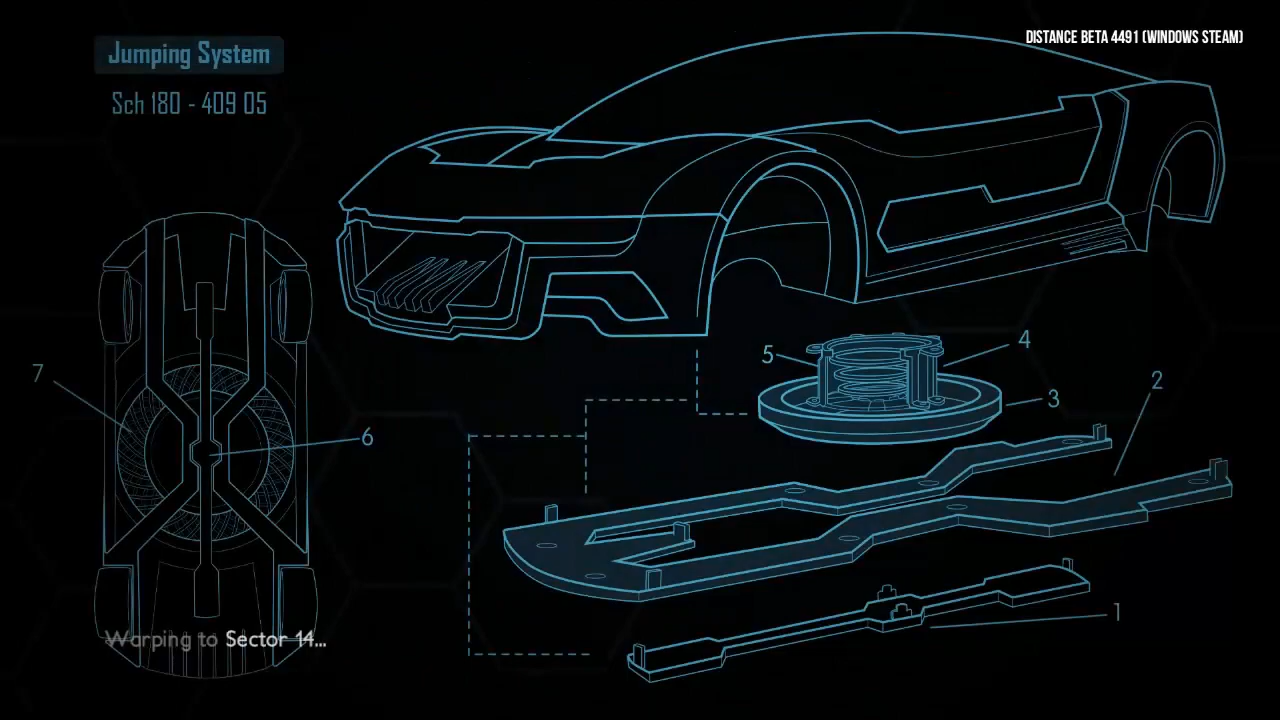 Jumping System
DISTANCE BETA 4491 (WINDOWS STEAM)
Sch 180 - 409 05
5
4
7
2
3
6
1
Warping to Sector 14...